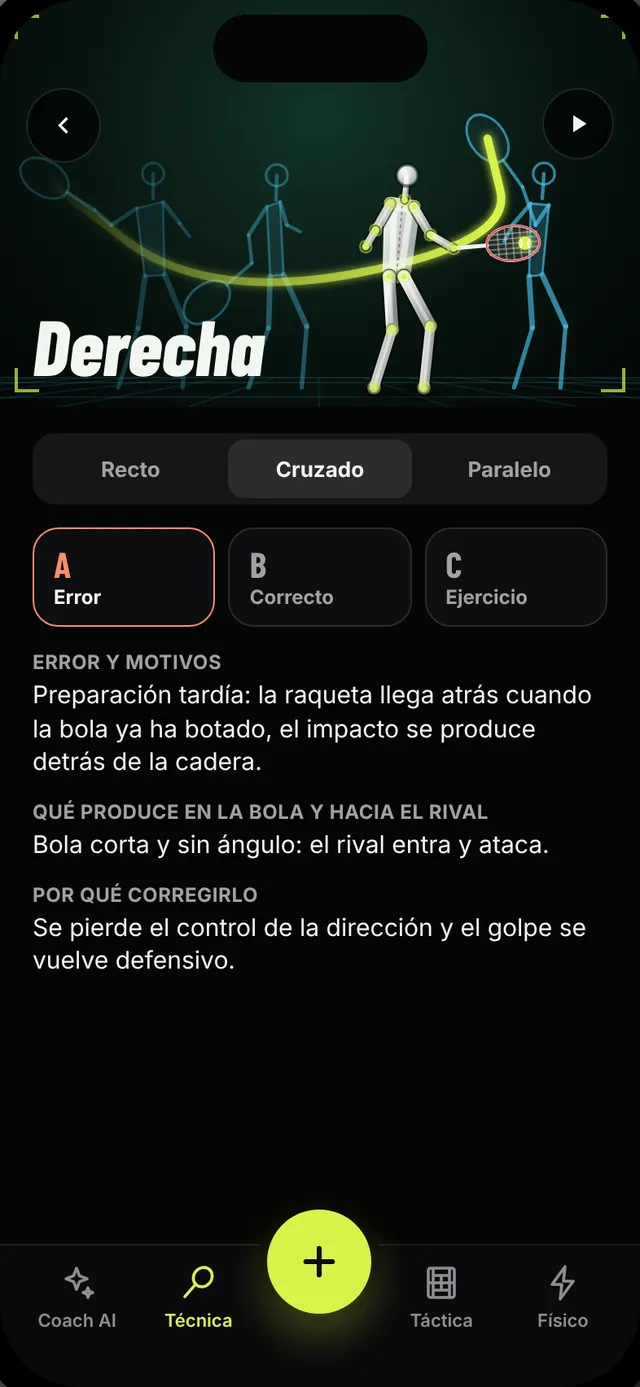 Derecha
Recto
Cruzado
Paralelo
A
Error
B
Correcto
C
Ejercicio
ERROR Y MOTIVOS
Preparación tardía: la raqueta llega atrás cuando
la bola ya ha botado, el impacto se produce
detrás de la cadera.
QUÉ PRODUCE EN LA BOLA Y HACIA EL RIVAL
Bola corta y sin ángulo: el rival entra y ataca.
POR QUÉ CORREGIRLO
Se pierde el control de la dirección y el golpe se
vuelve defensivo.
Coach AI
Técnica
Táctica
Físico